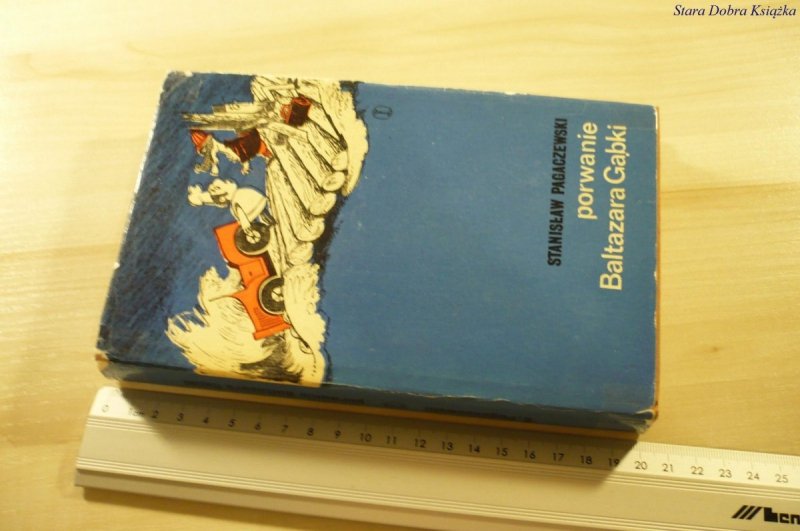 Stara Dobra Książka
STANISŁAW PAGACZEWSKI
porwanie
Baltazara Gąbki
0 1cm 2 3 4 5 6 7 8 9 10 11 12 13 14 15 16 17 18 19 20 21 22 23 24 25